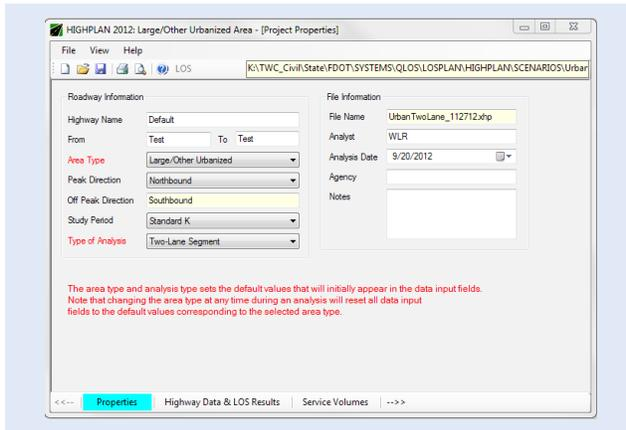 HIGHPLAN 2012: Large/Other Urbanized Area - [Project Properties]
File View Help
LOS K:\TWC_Civil\State\FDOT\SYSTEMS\QLOS\LOSPLAN\HIGHPLAN\SCENARIOS\Urban
Roadway Information
Highway Name Default
From Test To Test
Area Type Large/Other Urbanized
Peak Direction Northbound
Off Peak Direction Southbound
Study Period Standard K
Type of Analysis Two-Lane Segment
File Information
File Name UrbanTwoLane_112712.xhp
Analyst WLR
Analysis Date 9/20/2012
Agency
Notes
The area type and analysis type sets the default values that will initially appear in the data input fields.
Note that changing the area type at any time during an analysis will reset all data input
fields to the default values corresponding to the selected area type.
<<-- Properties Highway Data & LOS Results Service Volumes -->>